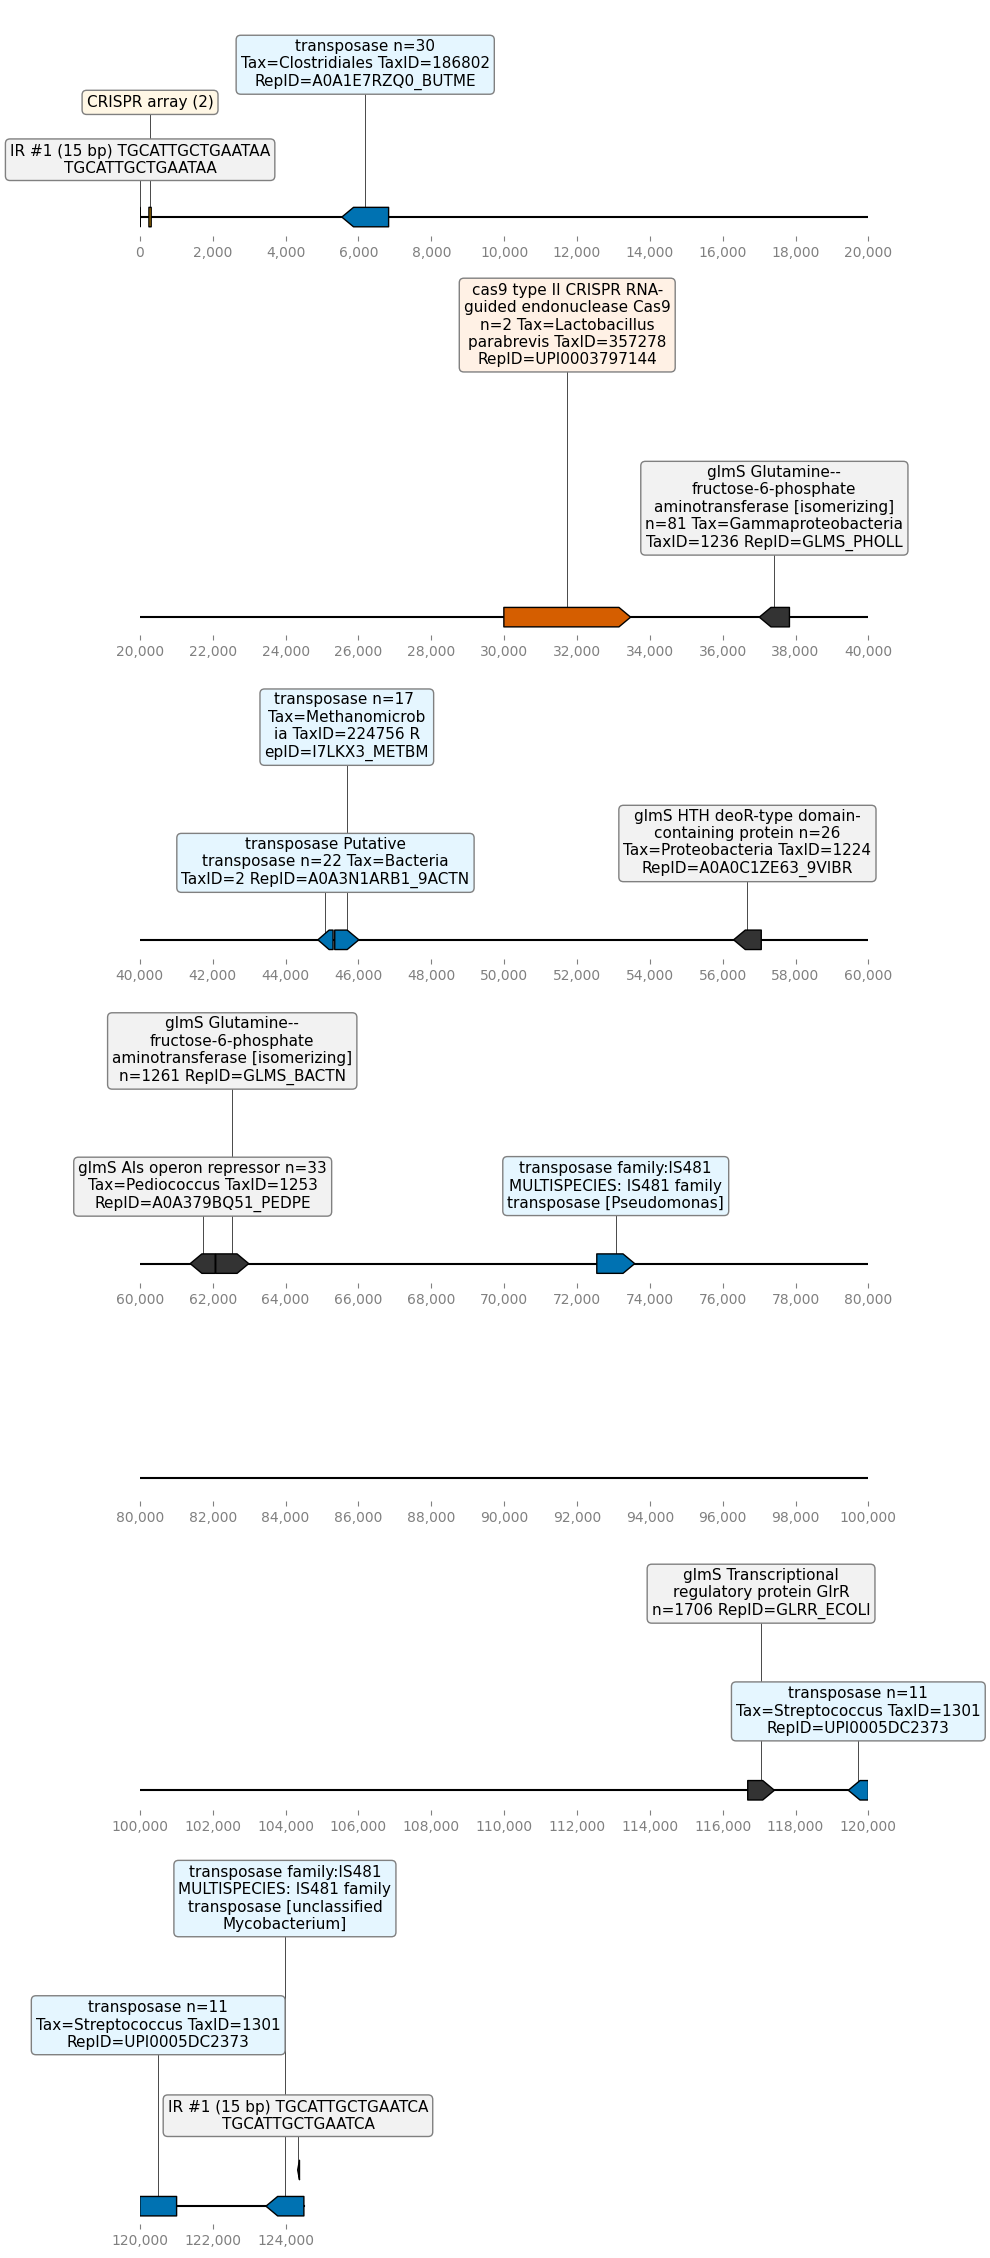 transposase n=30
Tax=Clostridiales TaxID=186802
RepID=A0A1E7RZQ0_BUTME
CRISPR array (2)
IR #1 (15 bp) TGCATTGCTGAATAA
TGCATTGCTGAATAA
0 2,000 4,000 6,000 8,000 10,000 12,000 14,000 16,000 18,000 20,000
cas9 type II CRISPR RNA-
guided endonuclease Cas9
n=2 Tax=Lactobacillus
parabrevis TaxID=357278
RepID=UPI0003797144
glmS Glutamine--
fructose-6-phosphate
aminotransferase [isomerizing]
n=81 Tax=Gammaproteobacteria
TaxID=1236 RepID=GLMS_PHOLL
20,000 22,000 24,000 26,000 28,000 30,000 32,000 34,000 36,000 38,000 40,000
transposase n=17
Tax=Methanomicrob
ia TaxID=224756 R
epID=I7LKX3_METBM
transposase Putative
transposase n=22 Tax=Bacteria
TaxID=2 RepID=A0A3N1ARB1_9ACTN
glmS HTH deoR-type domain-
containing protein n=26
Tax=Proteobacteria TaxID=1224
RepID=A0A0C1ZE63_9VIBR
40,000 42,000 44,000 46,000 48,000 50,000 52,000 54,000 56,000 58,000 60,000
glmS Glutamine--
fructose-6-phosphate
aminotransferase [isomerizing]
n=1261 RepID=GLMS_BACTN
glmS Als operon repressor n=33
Tax=Pediococcus TaxID=1253
RepID=A0A379BQ51_PEDPE
transposase family:IS481
MULTISPECIES: IS481 family
transposase [Pseudomonas]
60,000 62,000 64,000 66,000 68,000 70,000 72,000 74,000 76,000 78,000 80,000
80,000 82,000 84,000 86,000 88,000 90,000 92,000 94,000 96,000 98,000 100,000
glmS Transcriptional
regulatory protein GlrR
n=1706 RepID=GLRR_ECOLI
transposase n=11
Tax=Streptococcus TaxID=1301
RepID=UPI0005DC2373
100,000 102,000 104,000 106,000 108,000 110,000 112,000 114,000 116,000 118,000 120,000
transposase family:IS481
MULTISPECIES: IS481 family
transposase [unclassified
Mycobacterium]
transposase n=11
Tax=Streptococcus TaxID=1301
RepID=UPI0005DC2373
IR #1 (15 bp) TGCATTGCTGAATCA
TGCATTGCTGAATCA
120,000 122,000 124,000